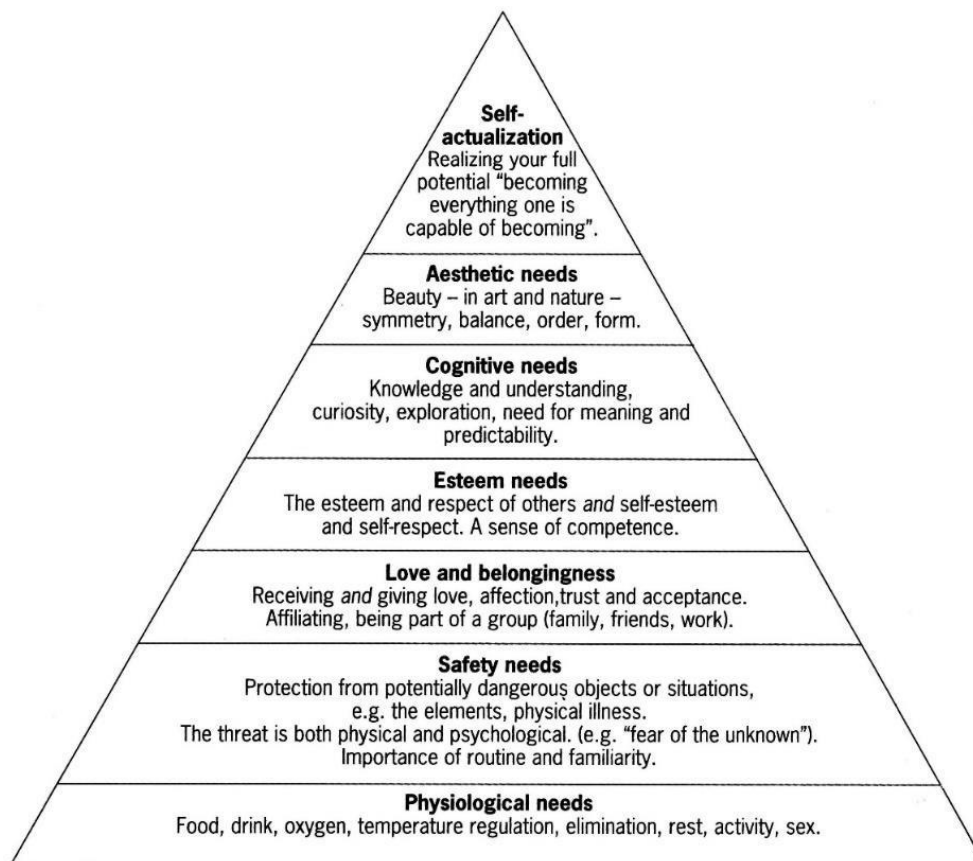 Self-
actualization
Realizing your full
potential "becoming
everything one is
capable of becoming".
Aesthetic needs
Beauty – in art and nature –
symmetry, balance, order, form.
Cognitive needs
Knowledge and understanding,
curiosity, exploration, need for meaning and
predictability.
Esteem needs
The esteem and respect of others and self-esteem
and self-respect. A sense of competence.
Love and belongingness
Receiving and giving love, affection,trust and acceptance.
Affiliating, being part of a group (family, friends, work).
Safety needs
Protection from potentially dangerous objects or situations,
e.g. the elements, physical illness.
The threat is both physical and psychological. (e.g. "fear of the unknown").
Importance of routine and familiarity.
Physiological needs
Food, drink, oxygen, temperature regulation, elimination, rest, activity, sex.